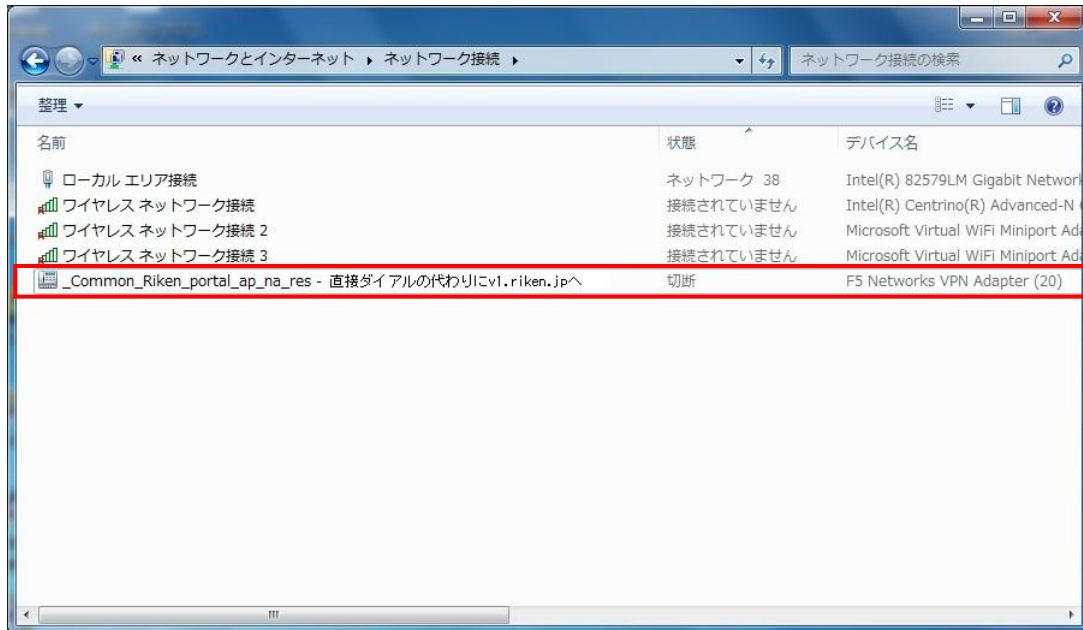 « ネットワークとインターネット ▸ ネットワーク接続 ▸ ネットワーク接続の検索
整理 ▼
名前 状態 デバイス名
ローカル エリア接続 ネットワーク 38 Intel(R) 82579LM Gigabit Network
ワイヤレス ネットワーク接続 接続されていません Intel(R) Centrino(R) Advanced-N
ワイヤレス ネットワーク接続 2 接続されていません Microsoft Virtual WiFi Miniport Ada
ワイヤレス ネットワーク接続 3 接続されていません Microsoft Virtual WiFi Miniport Ada
_Common_Riken_portal_ap_na_res - 直接ダイアルの代わりにv1.riken.jpへ 切断 F5 Networks VPN Adapter (20)